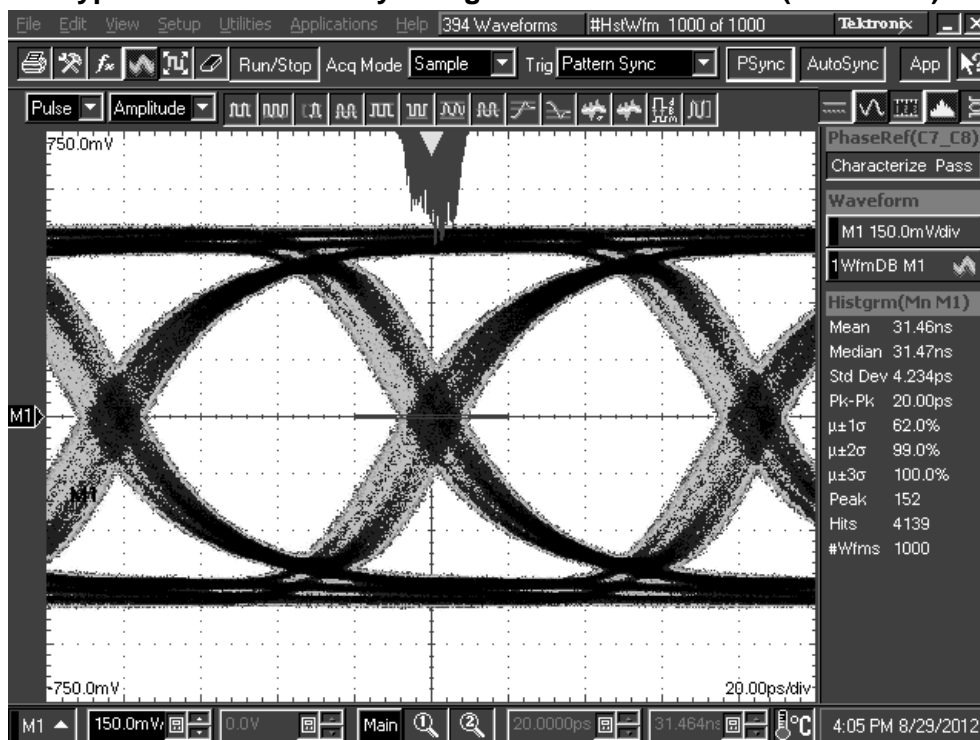 File Edit View Setup Utilities Applications Help 394 Waveforms #HstWfm 1000 of 1000 Tektronix
Run/Stop Acq Mode Sample Trig Pattern Sync PSync AutoSync App
Pulse Amplitude
750.0mV
PhaseRef(C7_C8)
Characterize Pass
Waveform
M1 150.0mV/div
1WfmDB M1
Histgrm(Mn M1)
Mean 31.46ns
Median 31.47ns
Std Dev 4.234ps
Pk-Pk 20.00ps
µ±1σ 62.0%
µ±2σ 99.0%
µ±3σ 100.0%
Peak 152
Hits 4139
#Wfms 1000
M1
M1
-750.0mV 20.00ps/div
M1 150.0mV/ 0.0V Main 1 2 20.0000ps 31.464ns °C 4:05 PM 8/29/2012